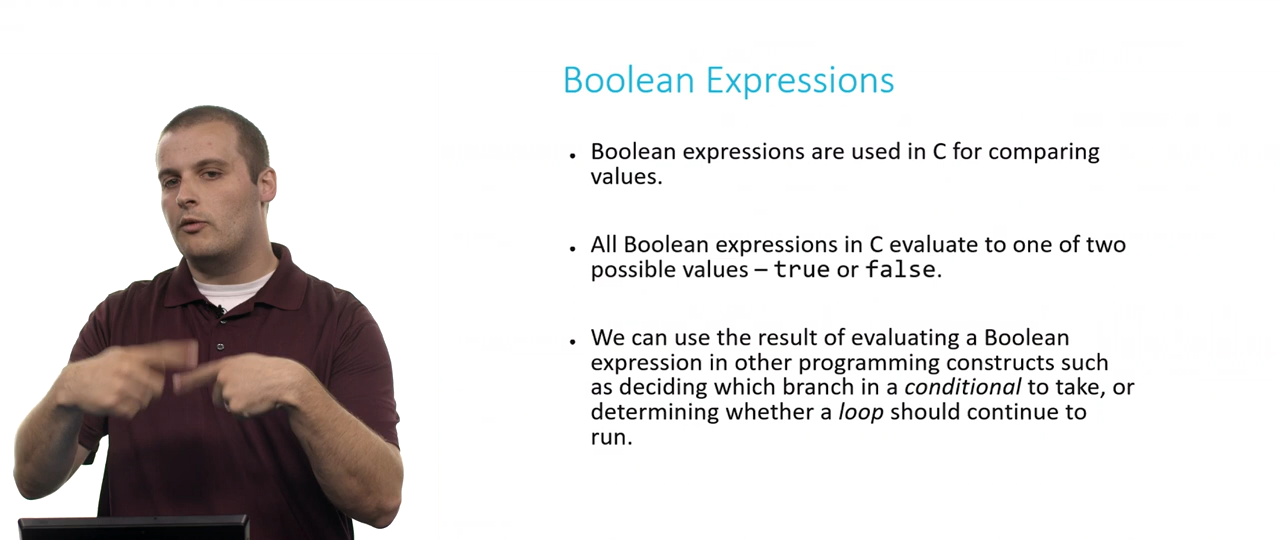 Boolean Expressions
• Boolean expressions are used in C for comparing
values.
• All Boolean expressions in C evaluate to one of two
possible values – true or false.
• We can use the result of evaluating a Boolean
expression in other programming constructs such
as deciding which branch in a conditional to take, or
determining whether a loop should continue to
run.